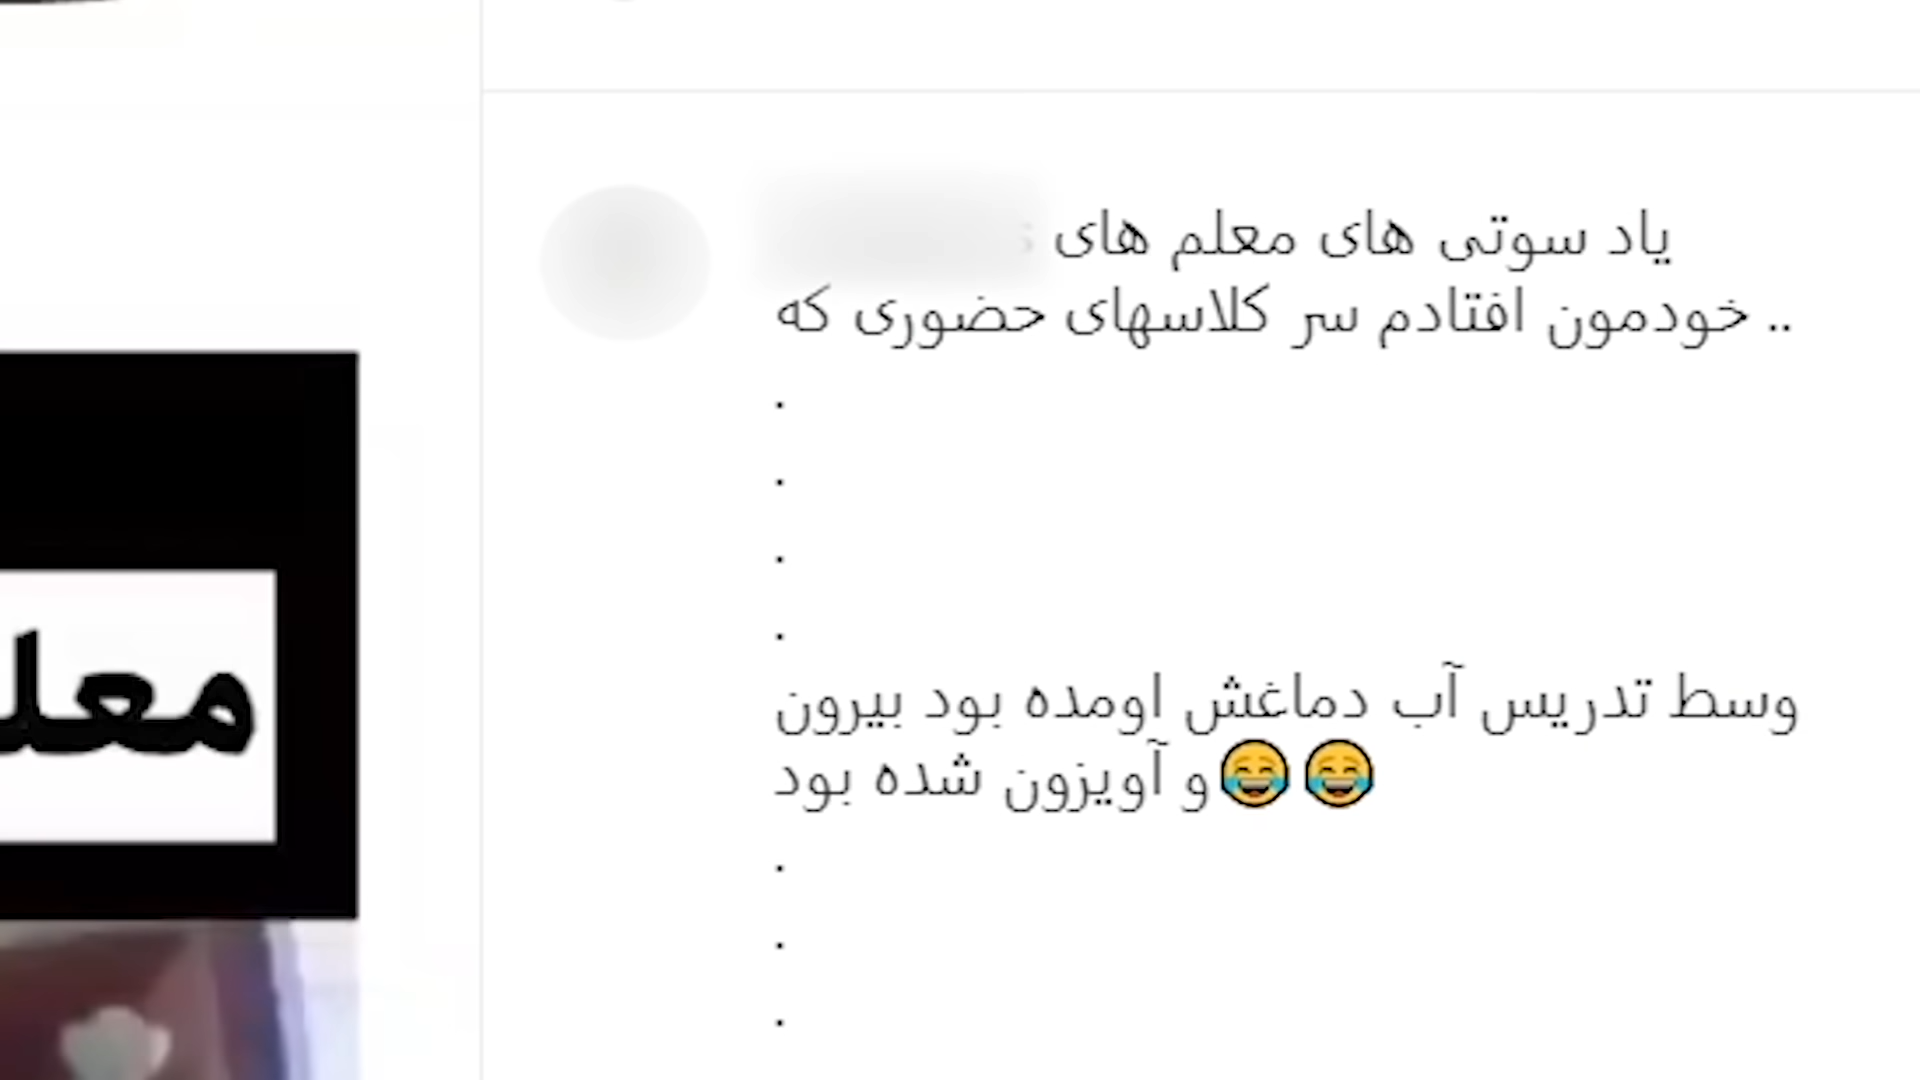 یاد سوتی های معلم های
خودمون افتادم سر کلاسهای حضوری که ..
.
.
.
.
وسط تدریس آب دماغش اومده بود بیرون
و آویزون شده بود😂😂
.
.
.
معل